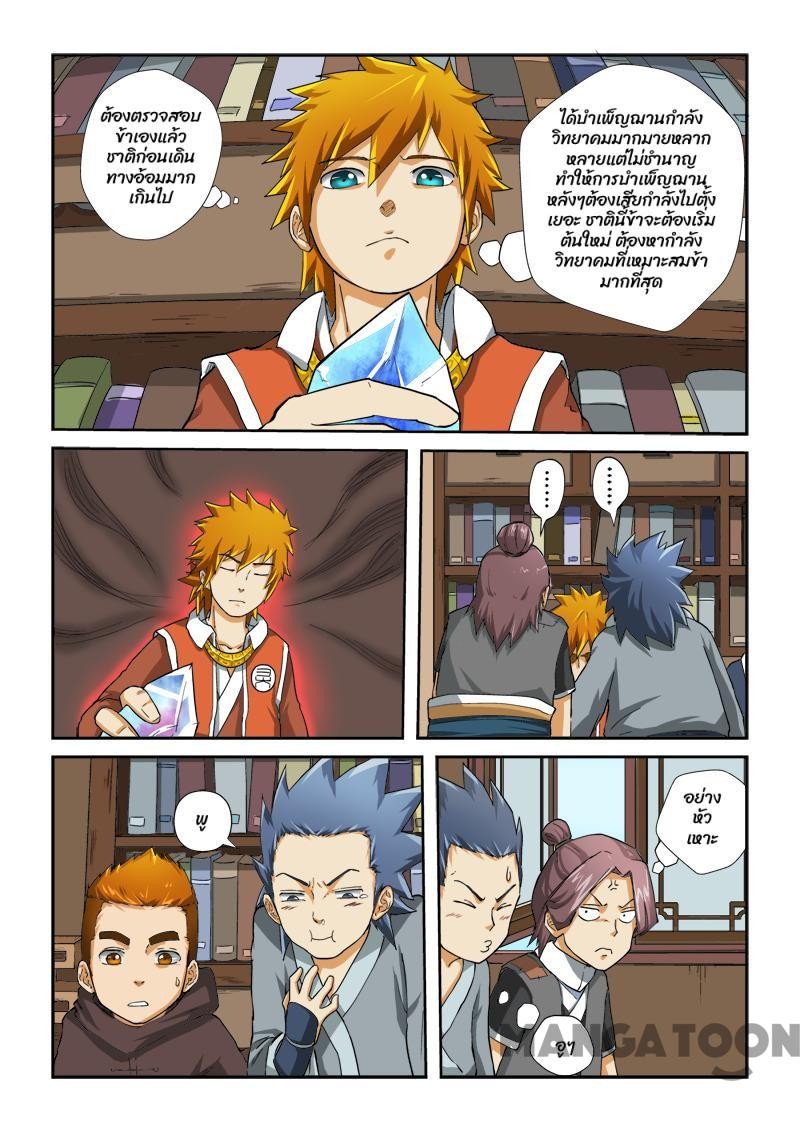 ต้องตรวจสอบ
ข้าเองแล้ว
ชาติก่อนเดิน
ทางอ้อมมาก
เกินไป
ได้บำเพ็ญฌานกำลัง
วิทยาคมมากมายหลาก
หลายแต่ไม่ชำนาญ
ทำให้การบำเพ็ญฌาน
หลังๆต้องเสียกำลังไปตั้ง
เยอะ ชาตินี้ข้าจะต้องเริ่ม
ต้นใหม่ ต้องหากำลัง
วิทยาคมที่เหมาะสมข้า
มากที่สุด
......
......
พู
อย่าง
หัว
เหาะ
อูๆ
MANGATOON